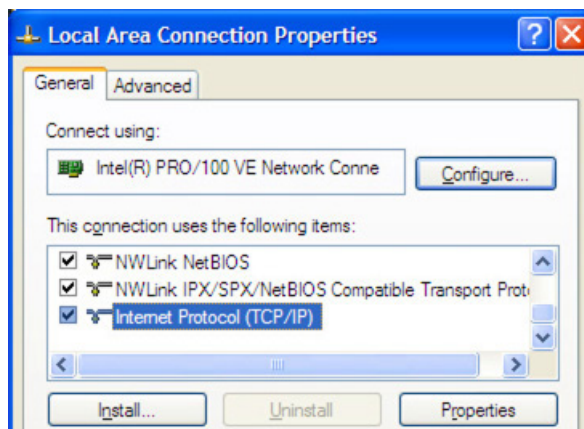 Local Area Connection Properties
General Advanced
Connect using:
Intel(R) PRO/100 VE Network Conne
Configure...
This connection uses the following items:
NWLink NetBIOS
NWLink IPX/SPX/NetBIOS Compatible Transport Prot
Internet Protocol (TCP/IP)
Install... Uninstall Properties